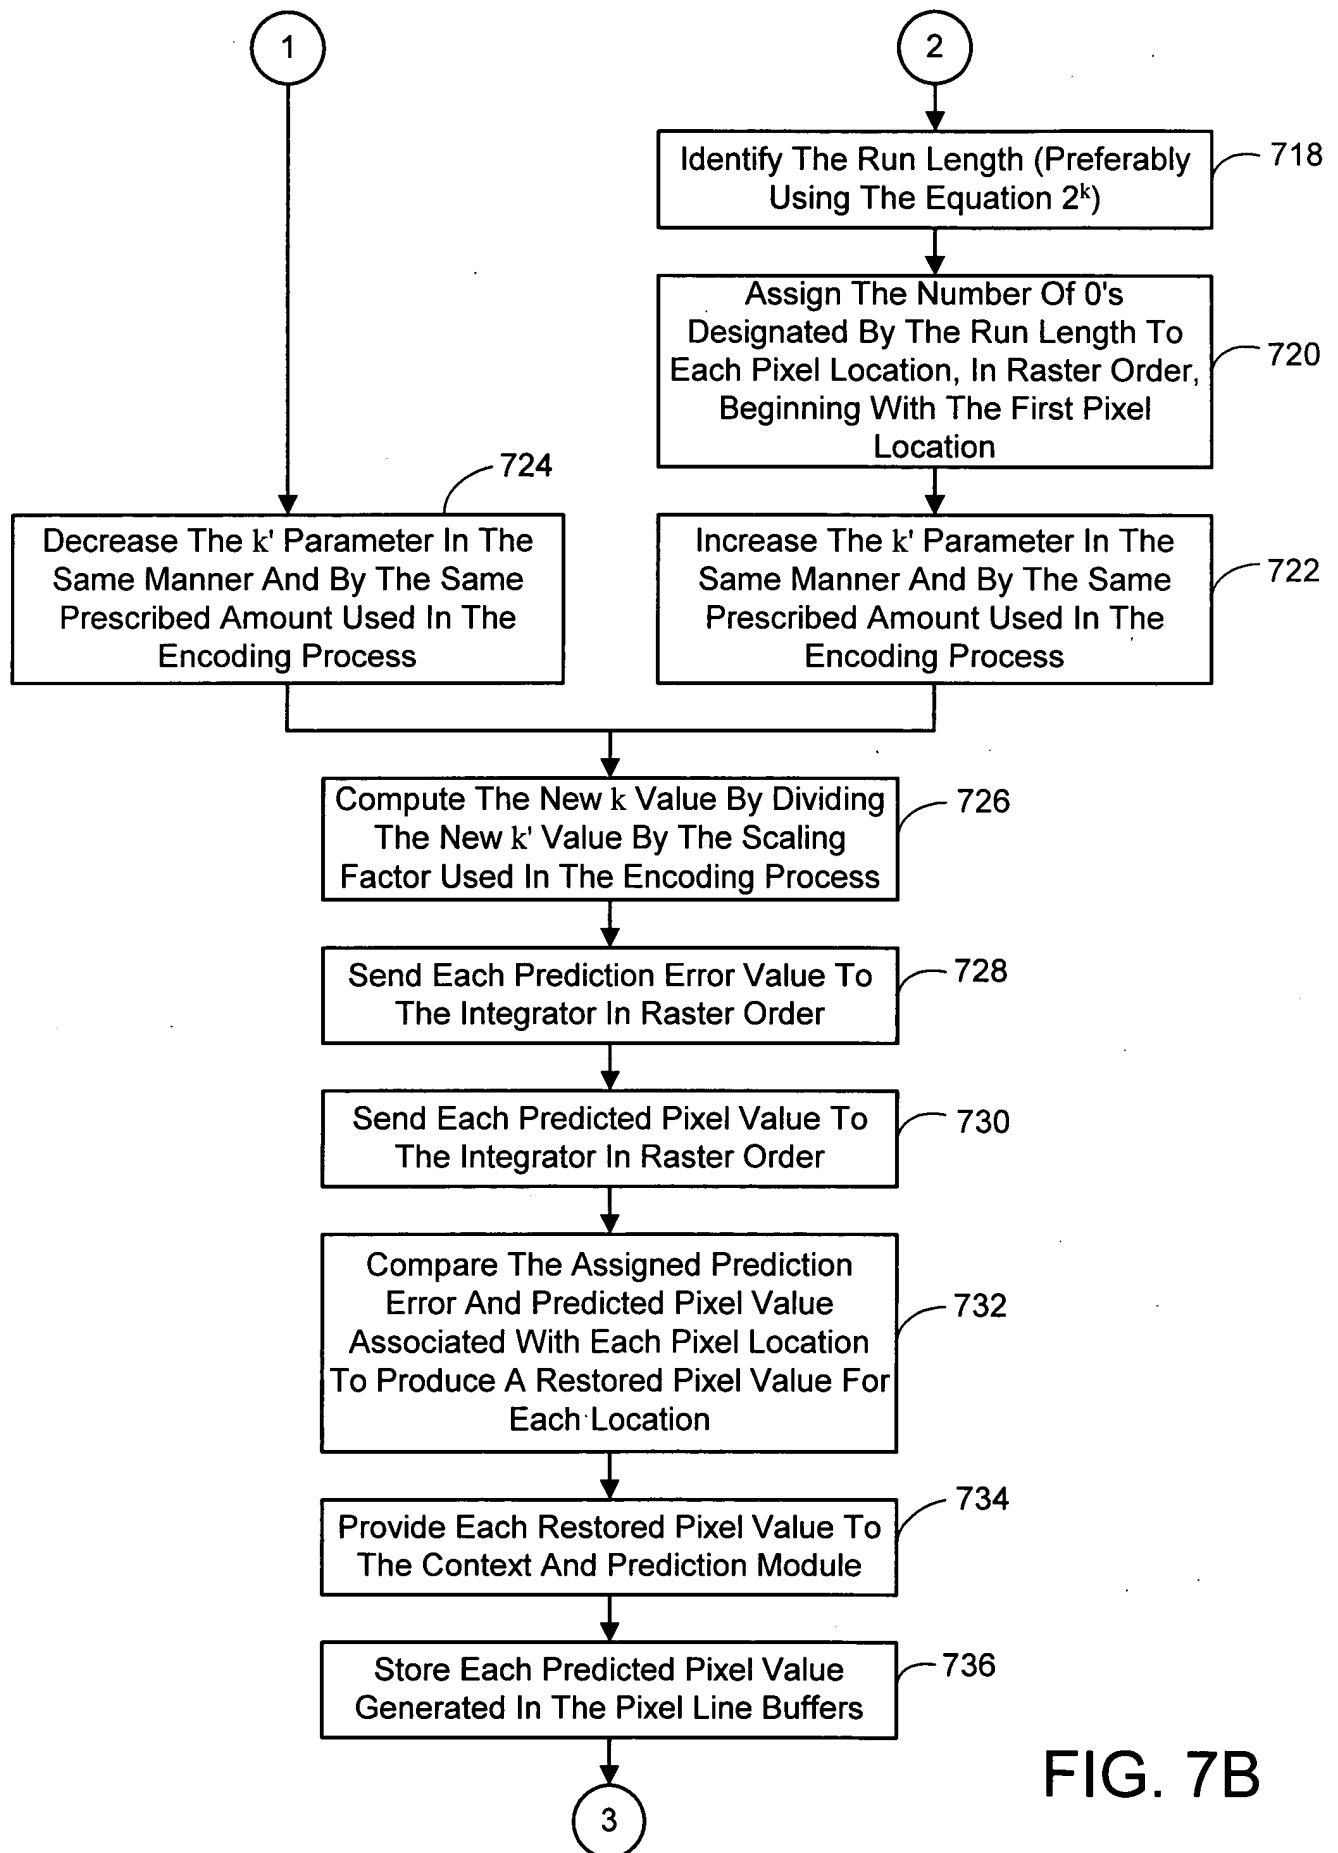 1
2
Identify The Run Length (Preferably
Using The Equation 2ᵏ)
718
Assign The Number Of 0's
Designated By The Run Length To
Each Pixel Location, In Raster Order,
Beginning With The First Pixel
Location
720
724
Decrease The k' Parameter In The
Same Manner And By The Same
Prescribed Amount Used In The
Encoding Process
Increase The k' Parameter In The
Same Manner And By The Same
Prescribed Amount Used In The
Encoding Process
722
Compute The New k Value By Dividing
The New k' Value By The Scaling
Factor Used In The Encoding Process
726
Send Each Prediction Error Value To
The Integrator In Raster Order
728
Send Each Predicted Pixel Value To
The Integrator In Raster Order
730
Compare The Assigned Prediction
Error And Predicted Pixel Value
Associated With Each Pixel Location
To Produce A Restored Pixel Value For
Each Location
732
Provide Each Restored Pixel Value To
The Context And Prediction Module
734
Store Each Predicted Pixel Value
Generated In The Pixel Line Buffers
736
3
FIG. 7B